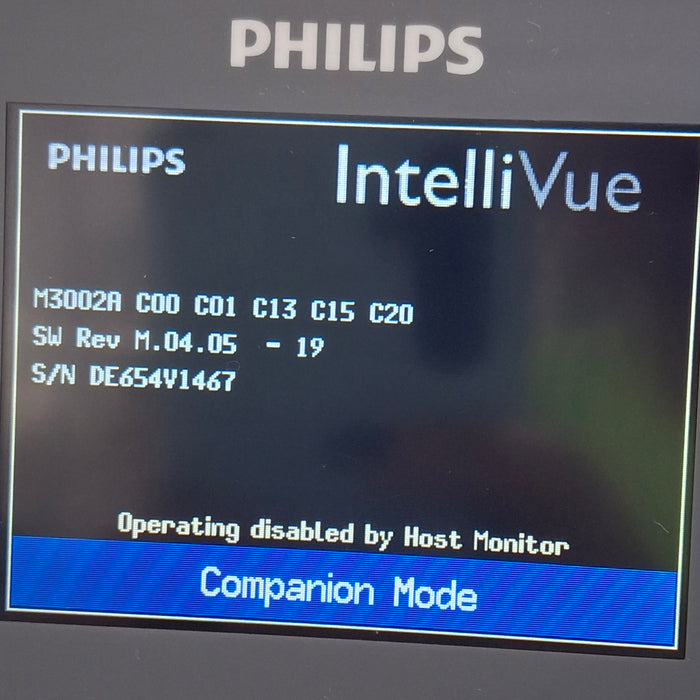 PHILIPS
PHILIPS IntelliVue
M3002A C00 C01 C13 C15 C20
SW Rev M.04.05 - 19
S/N DE654V1467
Operating disabled by Host Monitor
Companion Mode